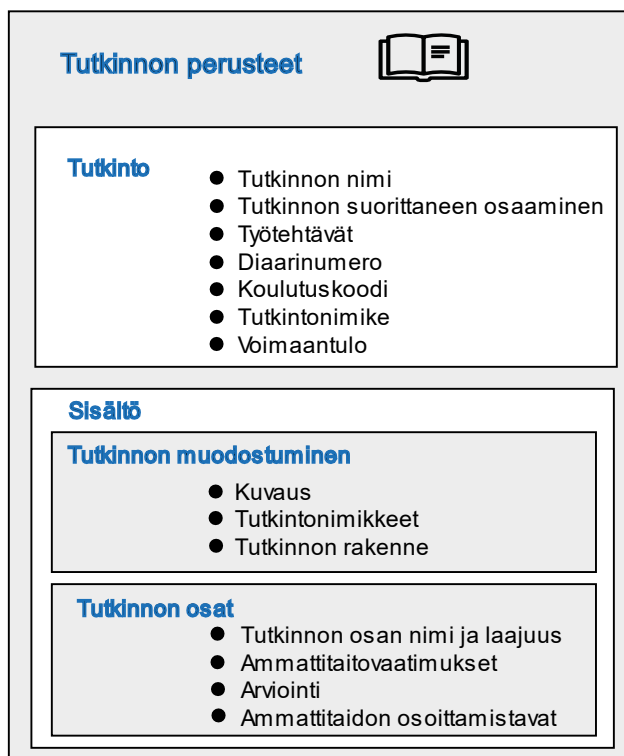 Tutkinnon perusteet
Tutkinto
● Tutkinnon nimi
● Tutkinnon suorittaneen osaaminen
● Työtehtävät
● Diaarinumero
● Koulutuskoodi
● Tutkintonimike
● Voimaantulo
Sisältö
Tutkinnon muodostuminen
● Kuvaus
● Tutkintonimikkeet
● Tutkinnon rakenne
Tutkinnon osat
● Tutkinnon osan nimi ja laajuus
● Ammattitaitovaatimukset
● Arviointi
● Ammattitaidon osoittamistavat